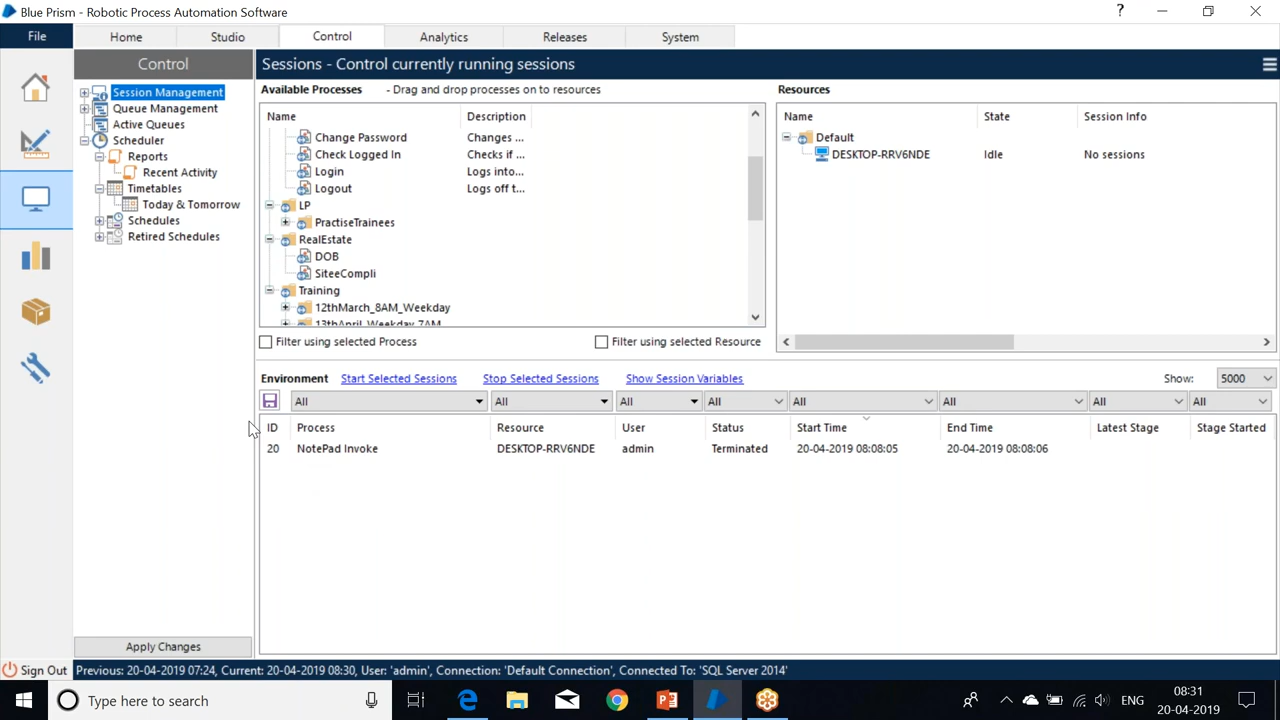 Blue Prism - Robotic Process Automation Software
?
File Home Studio Control Analytics Releases System
Control
Session Management
Queue Management
Active Queues
Scheduler
Reports
Recent Activity
Timetables
Today & Tomorrow
Schedules
Retired Schedules
Apply Changes
Sessions - Control currently running sessions
Available Processes - Drag and drop processes on to resources
Name Description
Change Password Changes ...
Check Logged In Checks if ...
Login Logs into...
Logout Logs off t...
LP
PractiseTrainees
RealEstate
DOB
SiteeCompli
Training
12thMarch_8AM_Weekday
13thApril_Weekday_7AM
Filter using selected Process Filter using selected Resource
Resources
Name State Session Info
Default
DESKTOP-RRV6NDE Idle No sessions
Environment Start Selected Sessions Stop Selected Sessions Show Session Variables Show: 5000
All All All All All All All All
ID Process Resource User Status Start Time End Time Latest Stage Stage Started
20 NotePad Invoke DESKTOP-RRV6NDE admin Terminated 20-04-2019 08:08:05 20-04-2019 08:08:06
Sign Out Previous: 20-04-2019 07:24, Current: 20-04-2019 08:30, User: 'admin', Connection: 'Default Connection', Connected To: 'SQL Server 2014'
Type here to search
ENG
08:31
20-04-2019